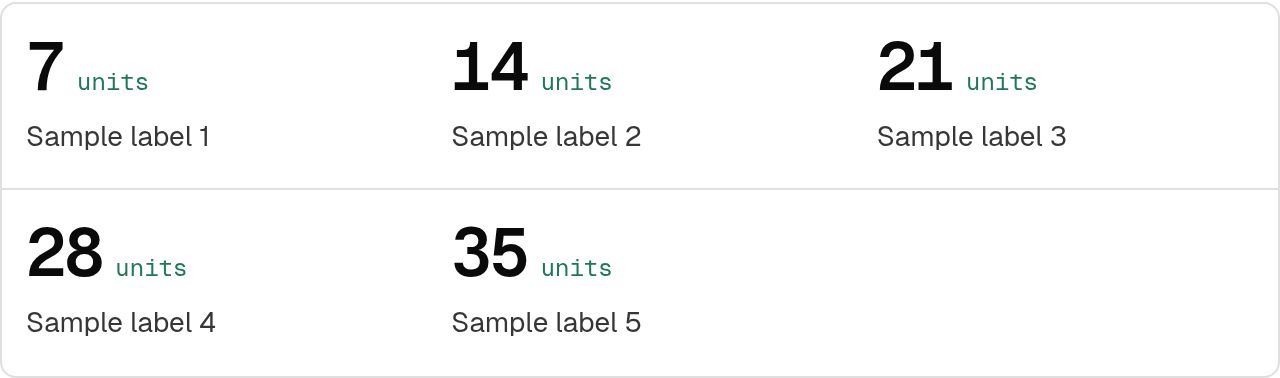 7 units
14 units
21 units
Sample label 1
Sample label 2
Sample label 3
28 units
35 units
Sample label 4
Sample label 5